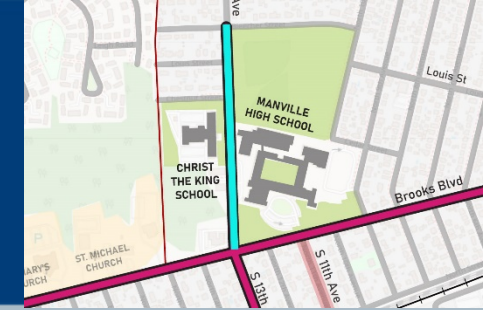 Ave
Louis St
MANVILLE
HIGH SCHOOL
CHRIST
THE KING
SCHOOL
Brooks Blvd
P
ST. MICHAEL
CHURCH
S 13th
S 11th Ave